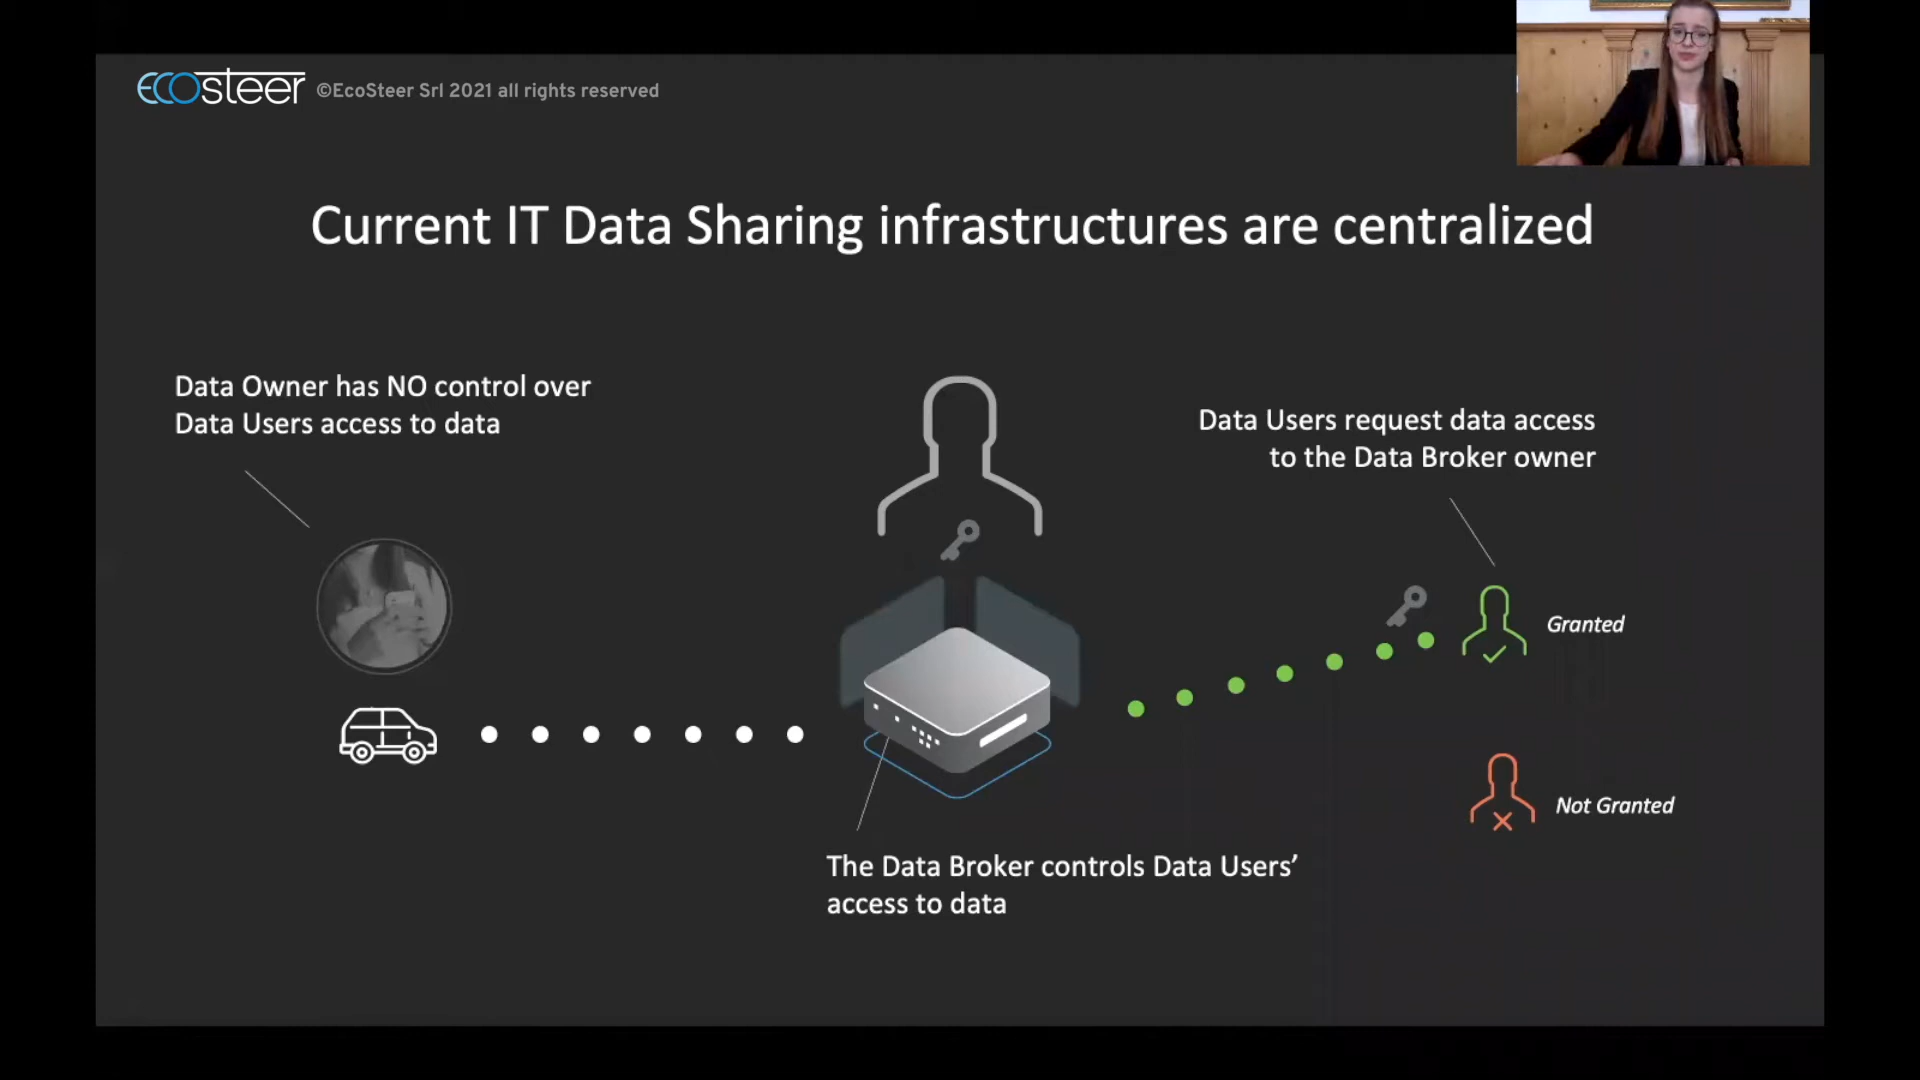 ecosteer ©EcoSteer Srl 2021 all rights reserved
Current IT Data Sharing infrastructures are centralized
Data Owner has NO control over
Data Users access to data
Data Users request data access
to the Data Broker owner
Granted
Not Granted
The Data Broker controls Data Users’
access to data